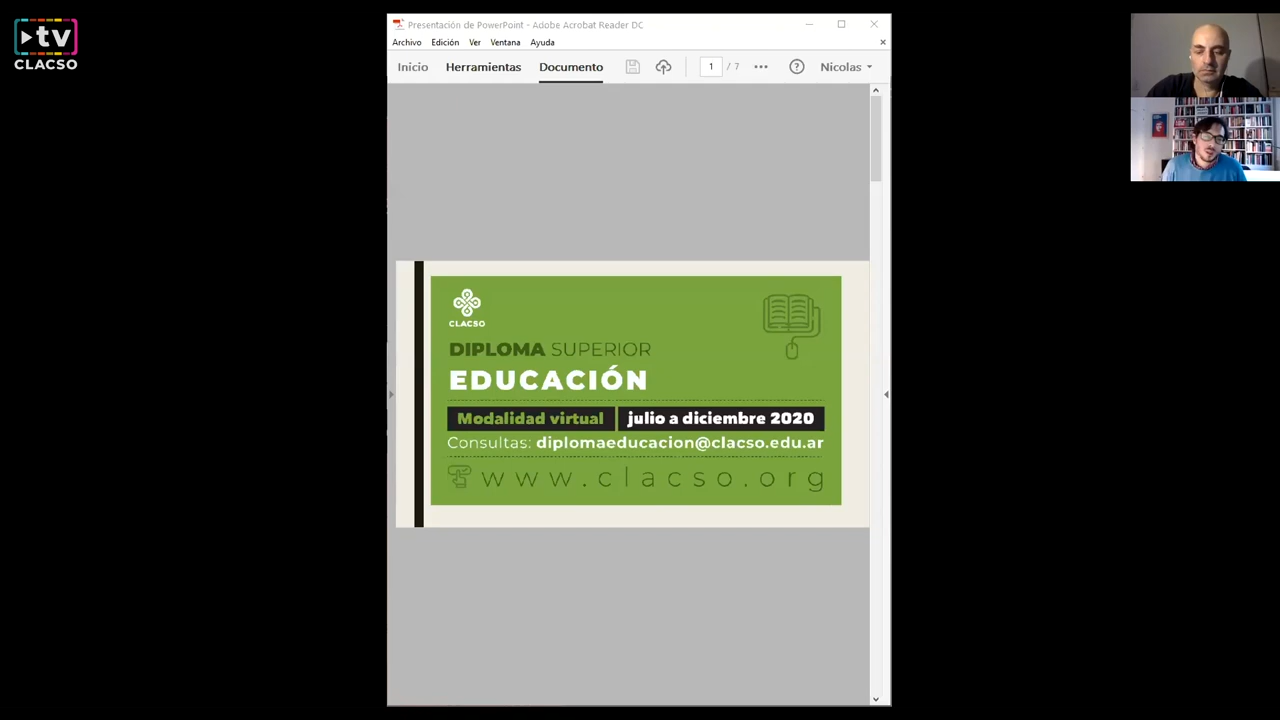 tv
CLACSO
Presentación de PowerPoint - Adobe Acrobat Reader DC
Archivo Edición Ver Ventana Ayuda
Inicio Herramientas Documento 1 / 7 Nicolas
CLACSO
DIPLOMA SUPERIOR
EDUCACIÓN
Modalidad virtual julio a diciembre 2020
Consultas: diplomaeducacion@clacso.edu.ar
www.clacso.org